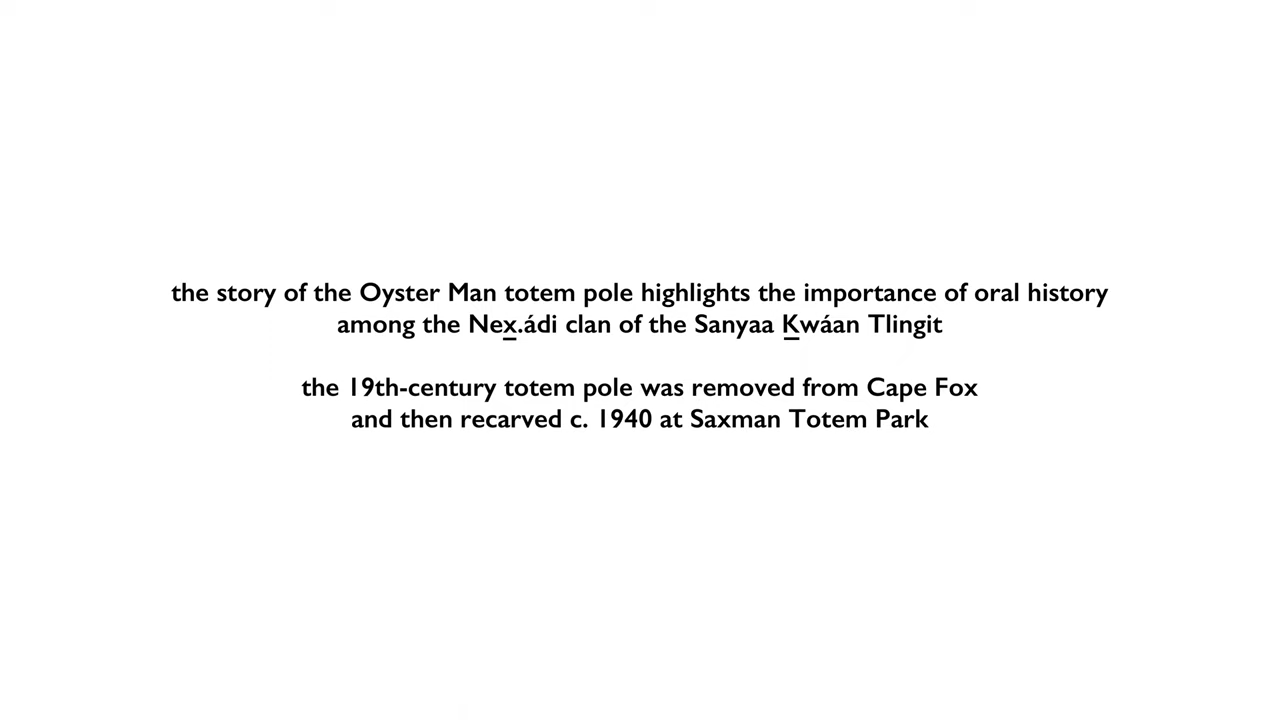 the story of the Oyster Man totem pole highlights the importance of oral history
among the Nex̲.ádi clan of the Sanyaa Ḵwáan Tlingit
the 19th-century totem pole was removed from Cape Fox
and then recarved c. 1940 at Saxman Totem Park